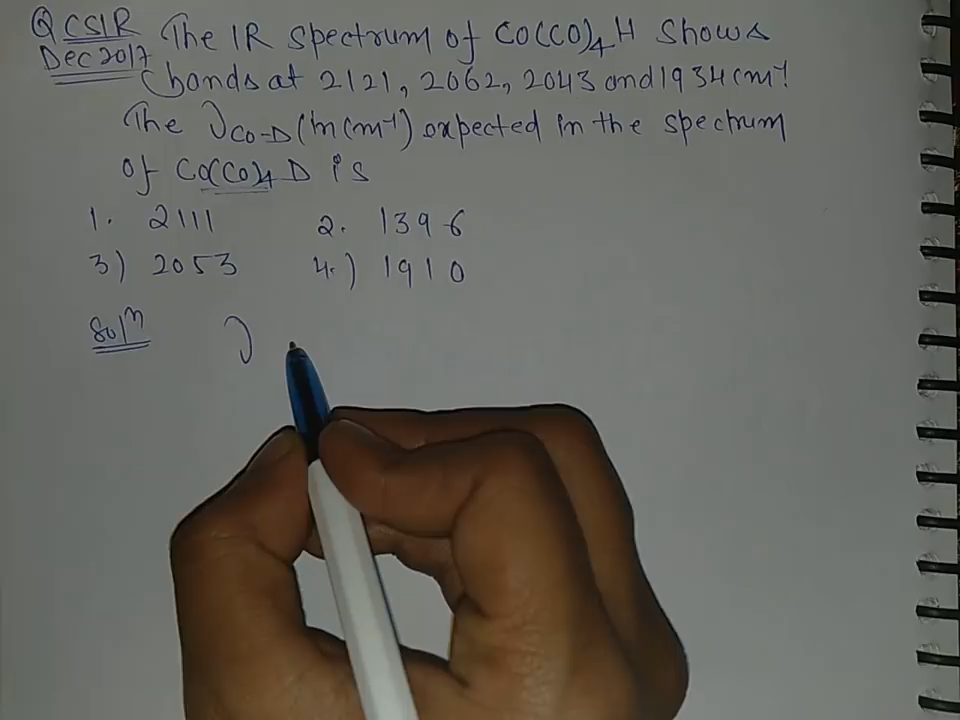 Q CSIR The IR spectrum of Co(CO)4H shows
Dec 2017 bands at 2121, 2062, 2043 and 1934 cm-1.
The νCO-D (in cm-1) expected in the spectrum
of Co(CO)4D is
1. 2111 2. 1396
3) 2053 4.) 1910
Solⁿ ν